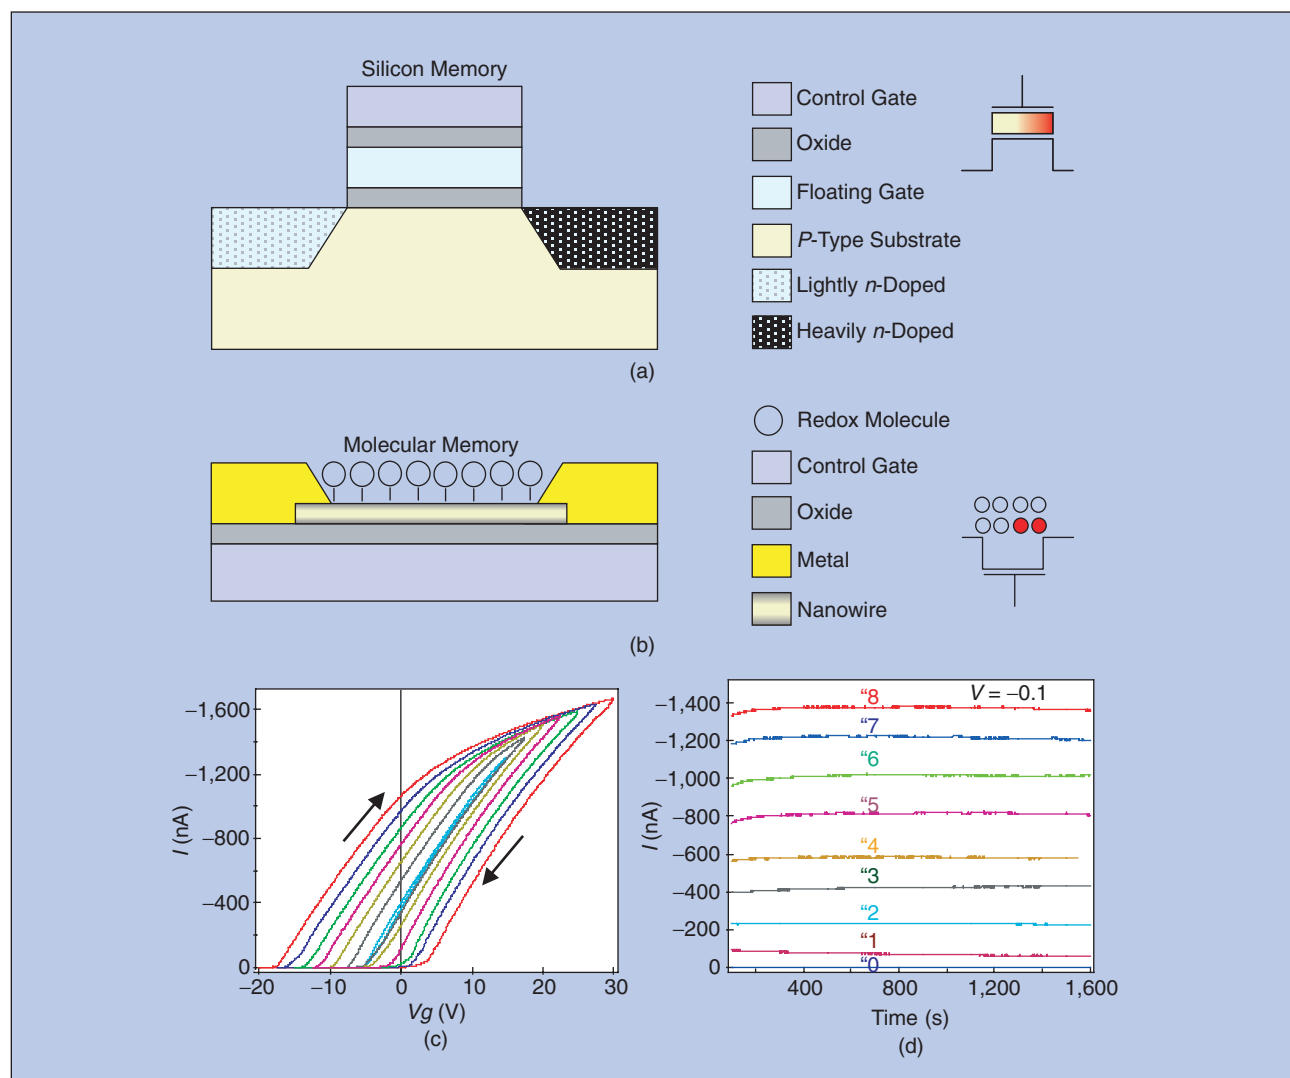 Silicon Memory
Control Gate
Oxide
Floating Gate
P-Type Substrate
Lightly n-Doped
Heavily n-Doped
(a)
Molecular Memory
Redox Molecule
Control Gate
Oxide
Metal
Nanowire
(b)
I (nA)
−1,600
−1,200
−800
−400
0
−20 −10 0 10 20 30
Vg (V)
(c)
V = −0.1
I (nA)
−1,400
−1,200
−1,000
−800
−600
−400
−200
0
“8
“7
“6
“5
“4
“3
“2
“1
“0
400 800 1,200 1,600
Time (s)
(d)